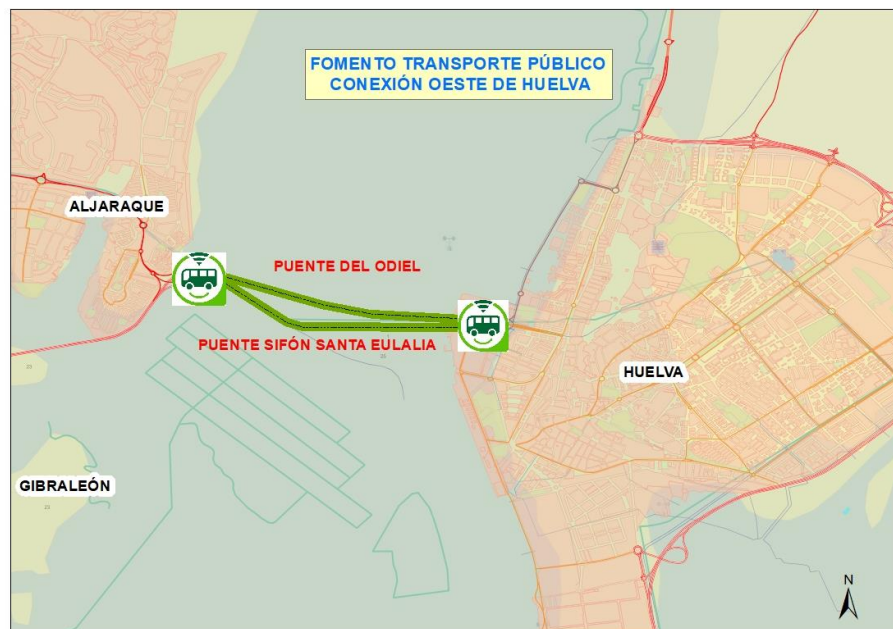 FOMENTO TRANSPORTE PÚBLICO
CONEXIÓN OESTE DE HUELVA
ALJARAQUE
PUENTE DEL ODIEL
PUENTE SIFÓN SANTA EULALIA
HUELVA
GIBRALEÓN
N